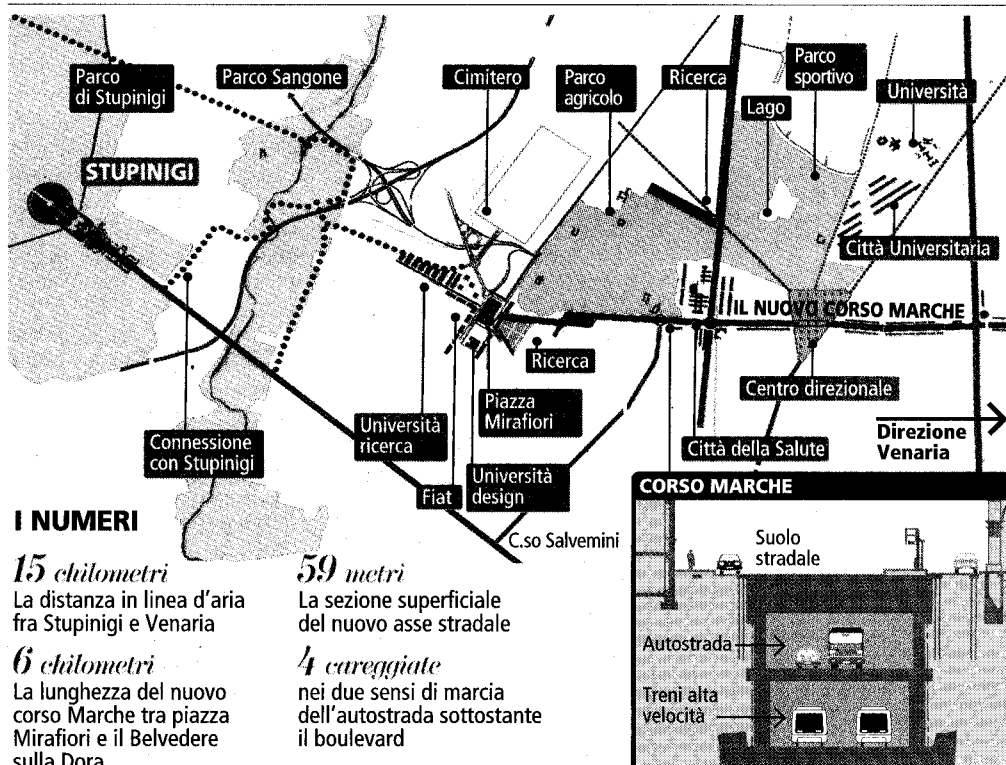 Parco
di Stupinigi
Parco Sangone
Cimitero
Parco
agricolo
Ricerca
Parco
sportivo
Lago
Università
STUPINIGI
Città Universitaria
IL NUOVO CORSO MARCHE
Ricerca
Centro direzionale
Piazza
Mirafiori
Università
ricerca
Connessione
con Stupinigi
Città della Salute
Direzione
Venaria
Fiat
Università
design
C.so Salvemini
I NUMERI
15 chilometri
La distanza in linea d'aria
fra Stupinigi e Venaria
6 chilometri
La lunghezza del nuovo
corso Marche tra piazza
Mirafiori e il Belvedere
sulla Dora
59 metri
La sezione superficiale
del nuovo asse stradale
4 careggiate
nei due sensi di marcia
dell'autostrada sottostante
il boulevard
CORSO MARCHE
Suolo
stradale
Autostrada
Treni alta
velocità